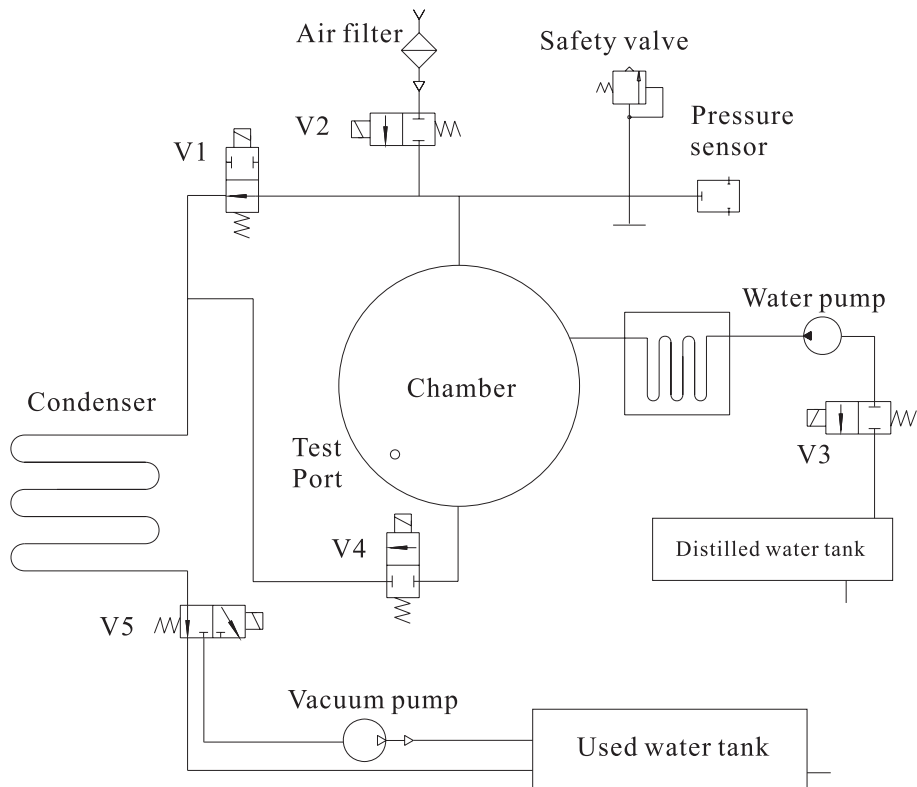 Air filter
Safety valve
V2
Pressure
sensor
V1
Water pump
Chamber
Condenser
Test
Port
V3
V4
Distilled water tank
V5
Vacuum pump
Used water tank